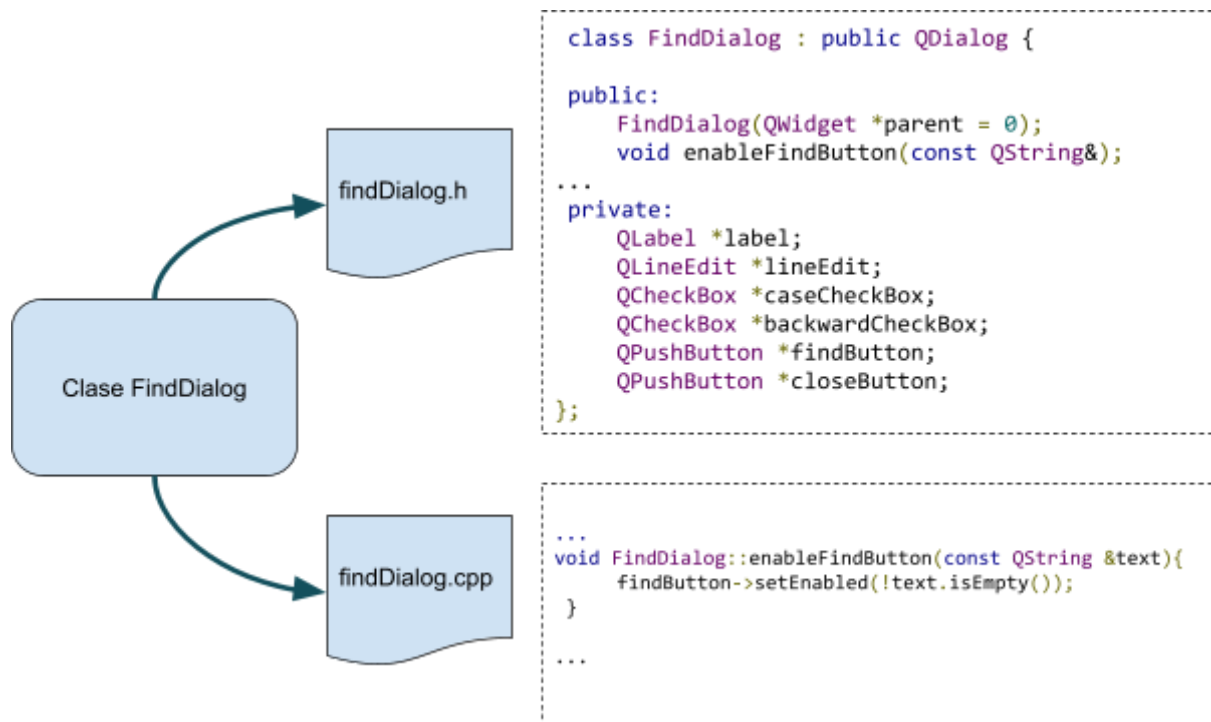 Clase FindDialog
findDialog.h
class FindDialog : public QDialog {
public:
FindDialog(QWidget *parent = 0);
void enableFindButton(const QString&);
...
private:
QLabel *label;
QLineEdit *lineEdit;
QCheckBox *caseCheckBox;
QCheckBox *backwardCheckBox;
QPushButton *findButton;
QPushButton *closeButton;
};
findDialog.cpp
...
void FindDialog::enableFindButton(const QString &text){
findButton->setEnabled(!text.isEmpty());
}
...